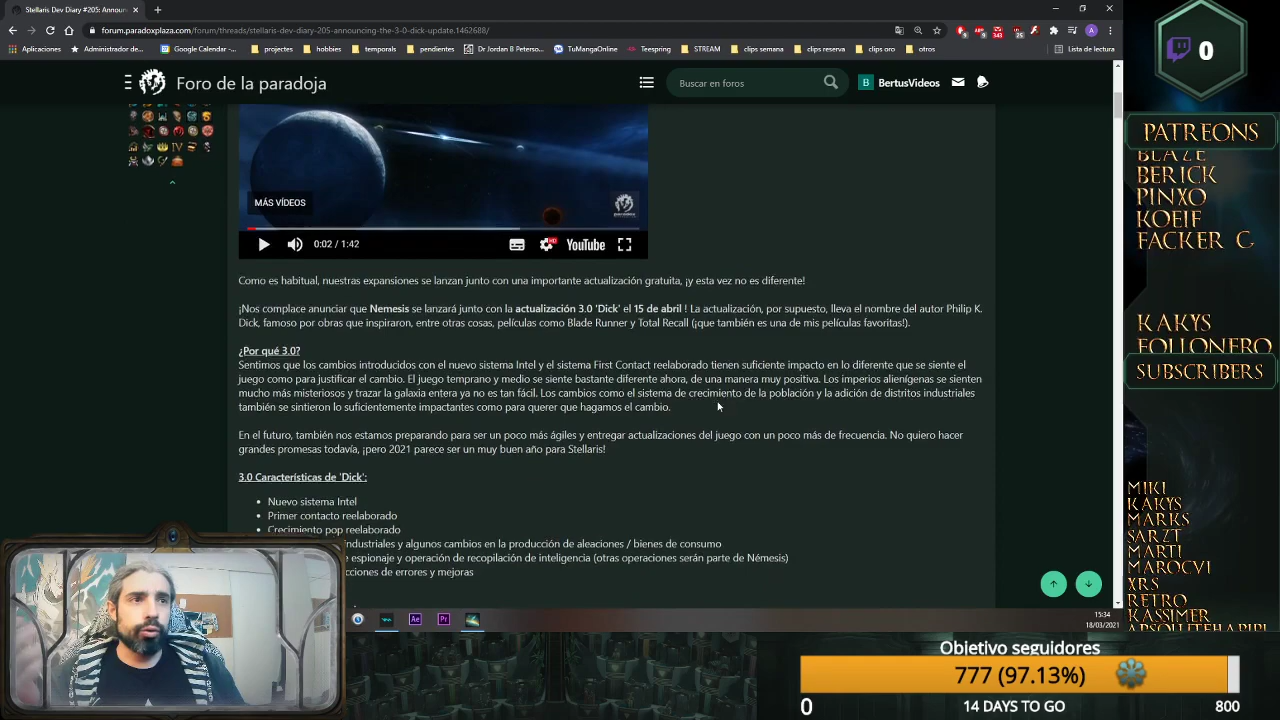 Stellaris Dev Diary #205: Announ
forum.paradoxplaza.com/forum/threads/stellaris-dev-diary-205-announcing-the-3-0-dick-update.1462688/
Aplicaciones
Administrador de...
Google Calendar -...
projectes
hobbies
temporals
pendientes
Dr Jordan B Peterso...
TuMangaOnline
Teespring
STREAM
clips semana
clips reserva
clips oro
otros
Lista de lectura
Foro de la paradoja
Buscar en foros
B BertusVideos
MÁS VÍDEOS
0:02 / 1:42
HD
YouTube
Como es habitual, nuestras expansiones se lanzan junto con una importante actualización gratuita, ¡y esta vez no es diferente!
¡Nos complace anunciar que Nemesis se lanzará junto con la actualización 3.0 'Dick' el 15 de abril ! La actualización, por supuesto, lleva el nombre del autor Philip K.
Dick, famoso por obras que inspiraron, entre otras cosas, películas como Blade Runner y Total Recall (¡que también es una de mis películas favoritas!).
¿Por qué 3.0?
Sentimos que los cambios introducidos con el nuevo sistema Intel y el sistema First Contact reelaborado tienen suficiente impacto en lo diferente que se siente el
juego como para justificar el cambio. El juego temprano y medio se siente bastante diferente ahora, de una manera muy positiva. Los imperios alienígenas se sienten
mucho más misteriosos y trazar la galaxia entera ya no es tan fácil. Los cambios como el sistema de crecimiento de la población y la adición de distritos industriales
también se sintieron lo suficientemente impactantes como para querer que hagamos el cambio.
En el futuro, también nos estamos preparando para ser un poco más ágiles y entregar actualizaciones del juego con un poco más de frecuencia. No quiero hacer
grandes promesas todavía, ¡pero 2021 parece ser un muy buen año para Stellaris!
3.0 Características de 'Dick':
Nuevo sistema Intel
Primer contacto reelaborado
Crecimiento pop reelaborado
industriales y algunos cambios en la producción de aleaciones / bienes de consumo
e espionaje y operación de recopilación de inteligencia (otras operaciones serán parte de Némesis)
cciones de errores y mejoras
Ae
Pr
15:34
18/03/2021
0
PATREONS
BLAZE
BERICK
PINXO
KOEIF
FACKER G
KAKYS
FOLLONERO
SUBSCRIBERS
MIKI
KAKYS
MARKS
SARZT
MARTI
MAROCVI
XRS
RETRO
KASSIMER
Objetivo seguidores
777 (97.13%)
0
14 DAYS TO GO
800